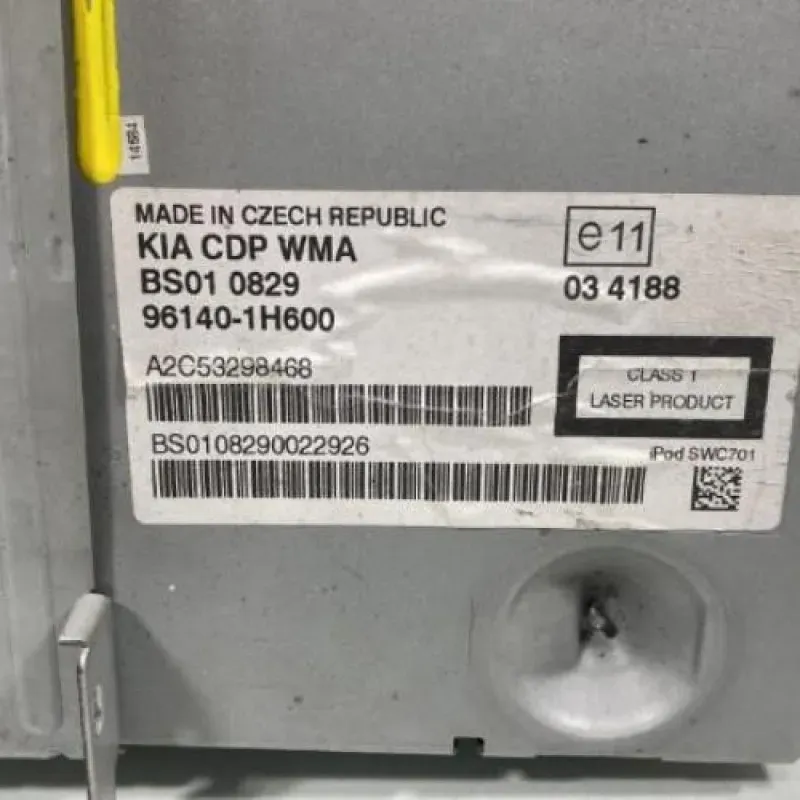 14684
MADE IN CZECH REPUBLIC
KIA CDP WMA
BS01 0829
96140-1H600
e11
03 4188
A2C53298468
CLASS 1
LASER PRODUCT
BS0108290022926
iPod SWC701